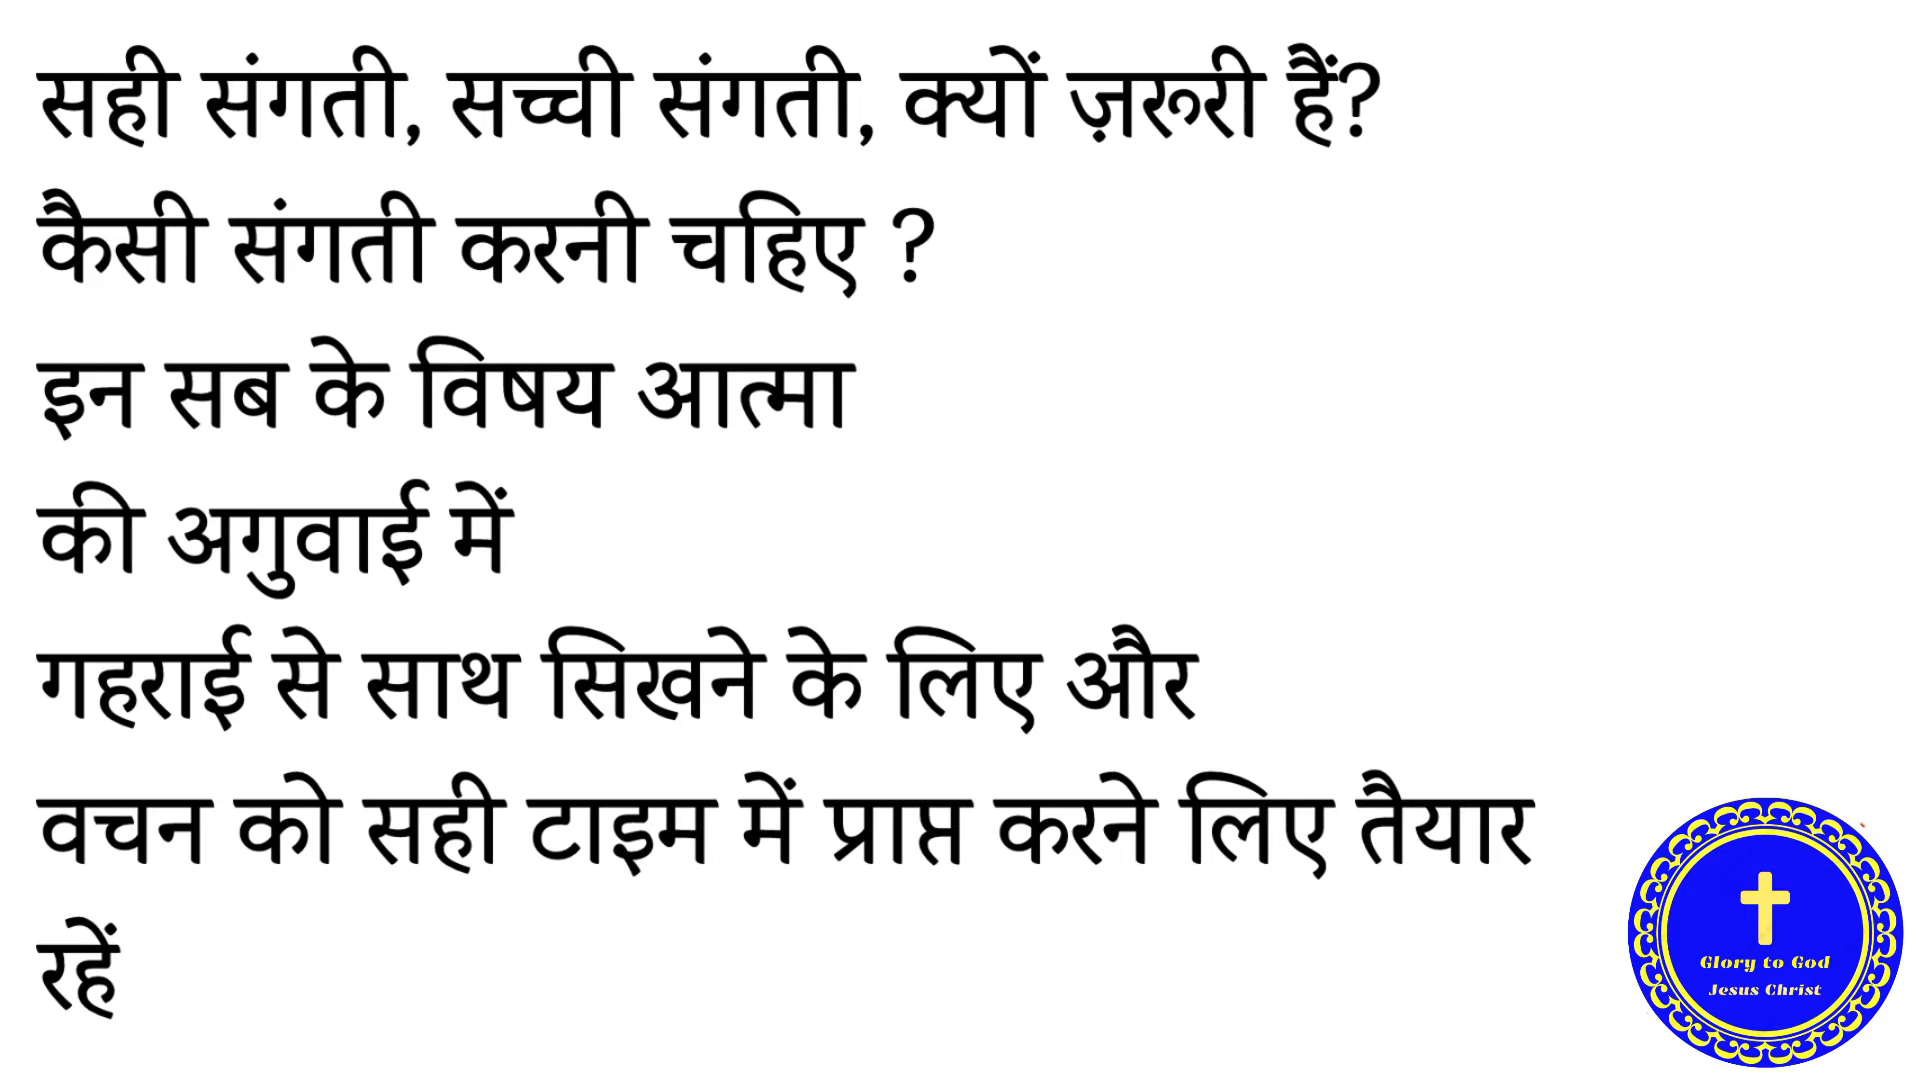 सही संगती, सच्ची संगती, क्यों ज़रूरी हैं?
कैसी संगती करनी चहिए ?
इन सब के विषय आत्मा
की अगुवाई में
गहराई से साथ सिखने के लिए और
वचन को सही टाइम में प्राप्त करने लिए तैयार
रहें
Glory to God
Jesus Christ